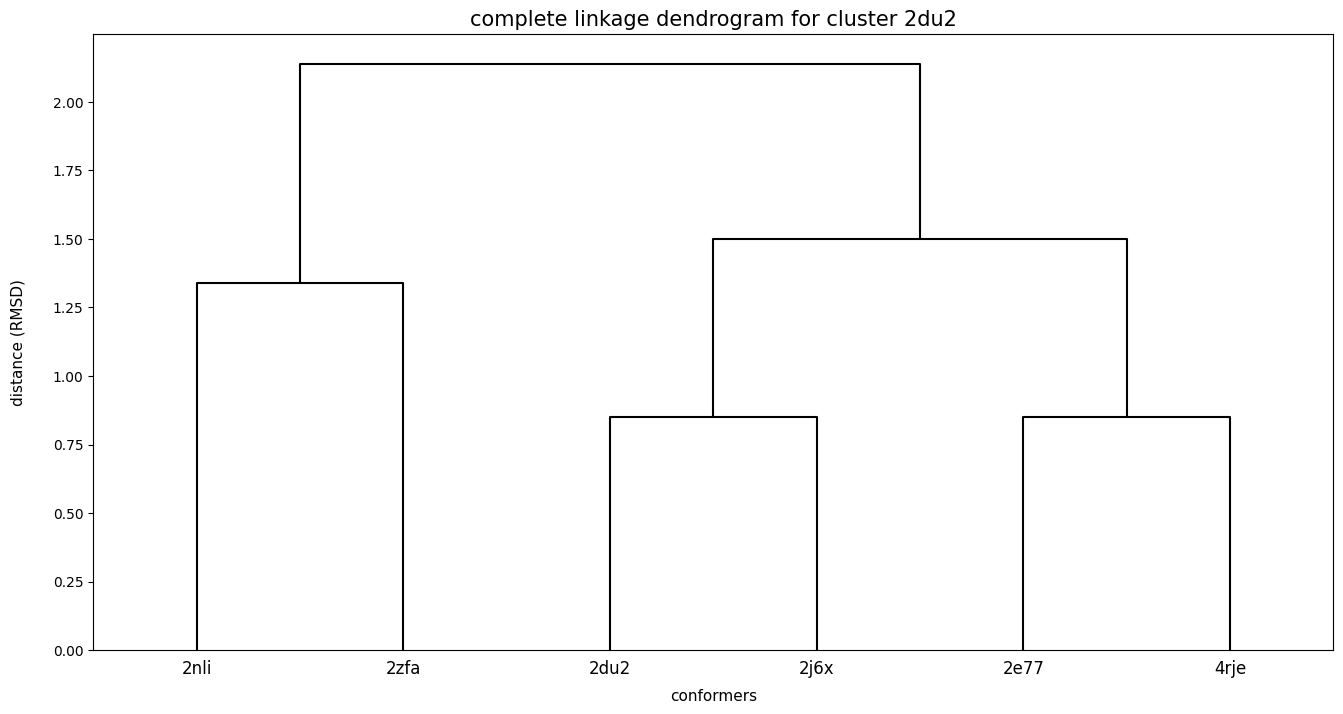 complete linkage dendrogram for cluster 2du2
2.00
1.75
1.50
1.25
1.00
0.75
0.50
0.25
0.00
distance (RMSD)
2nli 2zfa 2du2 2j6x 2e77 4rje
conformers